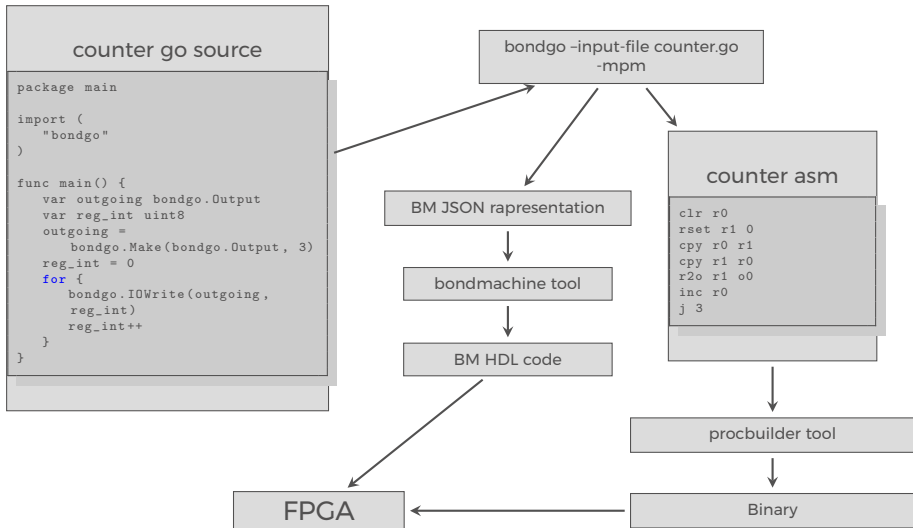 counter go source
package main
import (
"bondgo"
)
func main() {
var outgoing bondgo.Output
var reg_int uint8
outgoing =
bondgo.Make(bondgo.Output, 3)
reg_int = 0
for {
bondgo.IOWrite(outgoing,
reg_int)
reg_int++
}
}
bondgo –input-file counter.go
-mpm
BM JSON rapresentation
bondmachine tool
BM HDL code
counter asm
clr r0
rset r1 0
cpy r0 r1
cpy r1 r0
r2o r1 o0
inc r0
j 3
procbuilder tool
Binary
FPGA